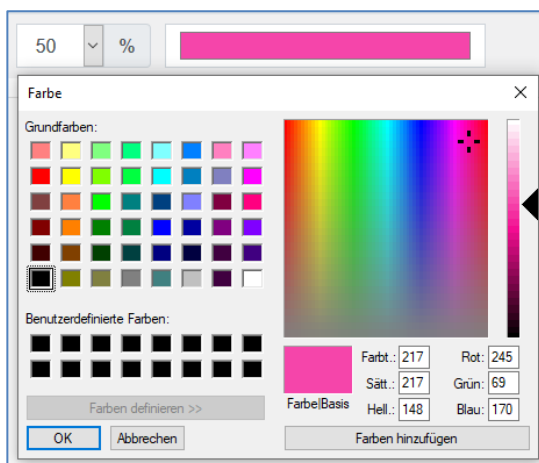 50 %
Farbe
Grundfarben:
Benutzerdefinierte Farben:
Farbt.: 217 Rot: 245
Sätt.: 217 Grün: 69
Farbe|Basis Hell.: 148 Blau: 170
Farben definieren >>
OK Abbrechen Farben hinzufügen